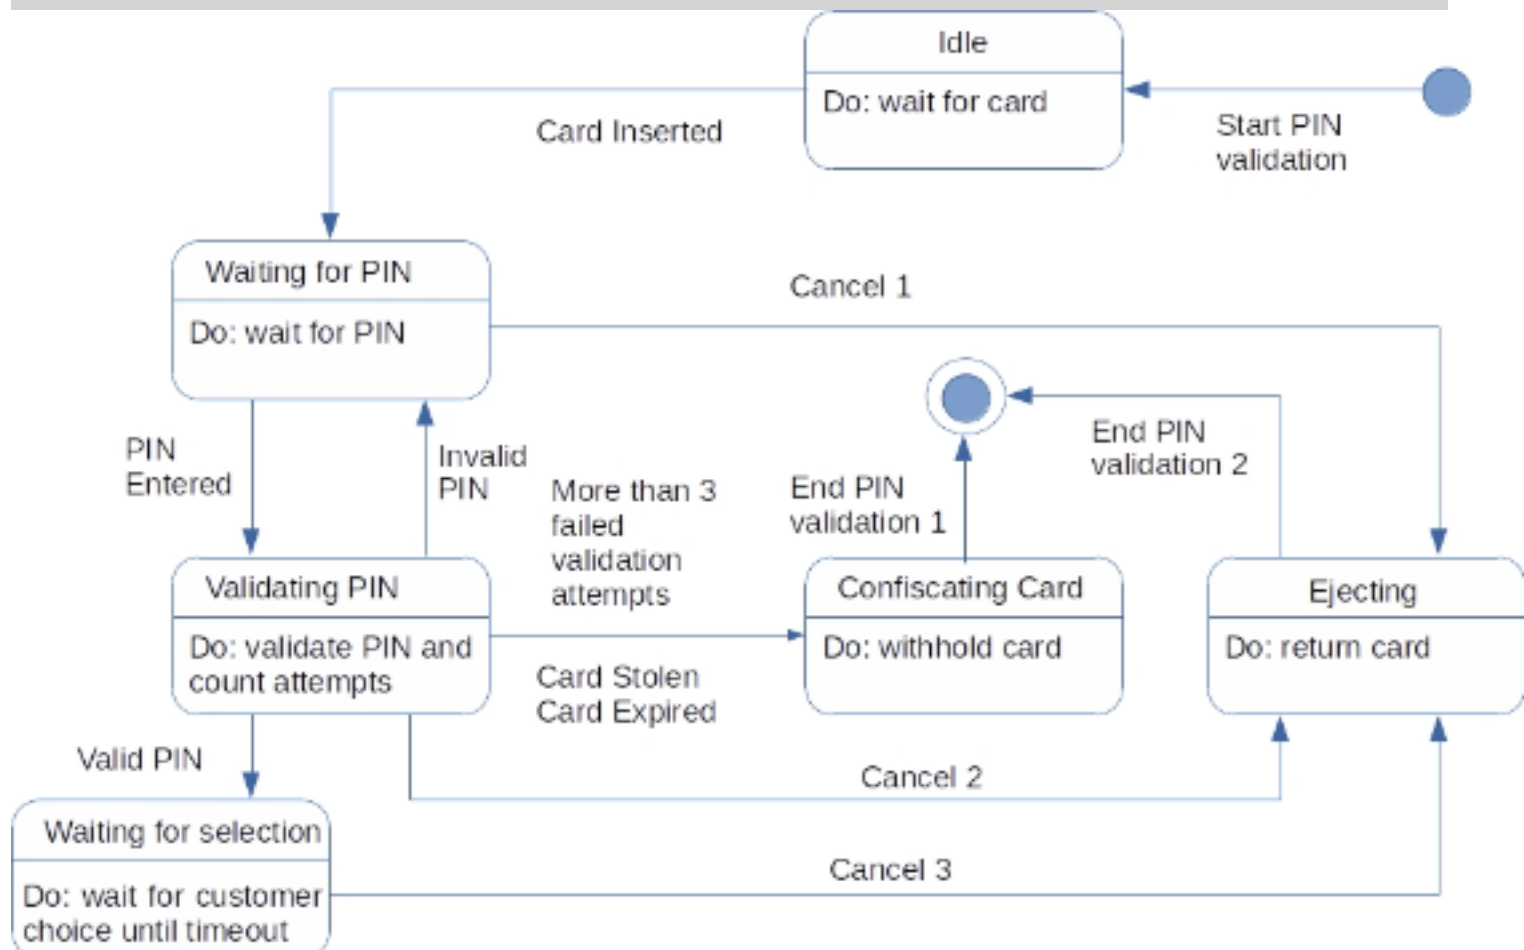 Idle
Do: wait for card
Start PIN
validation
Card Inserted
Waiting for PIN
Do: wait for PIN
Cancel 1
PIN
Entered
Invalid
PIN
More than 3
failed
validation
attempts
End PIN
validation 1
End PIN
validation 2
Validating PIN
Do: validate PIN and
count attempts
Card Stolen
Card Expired
Confiscating Card
Do: withhold card
Ejecting
Do: return card
Valid PIN
Cancel 2
Waiting for selection
Do: wait for customer
choice until timeout
Cancel 3